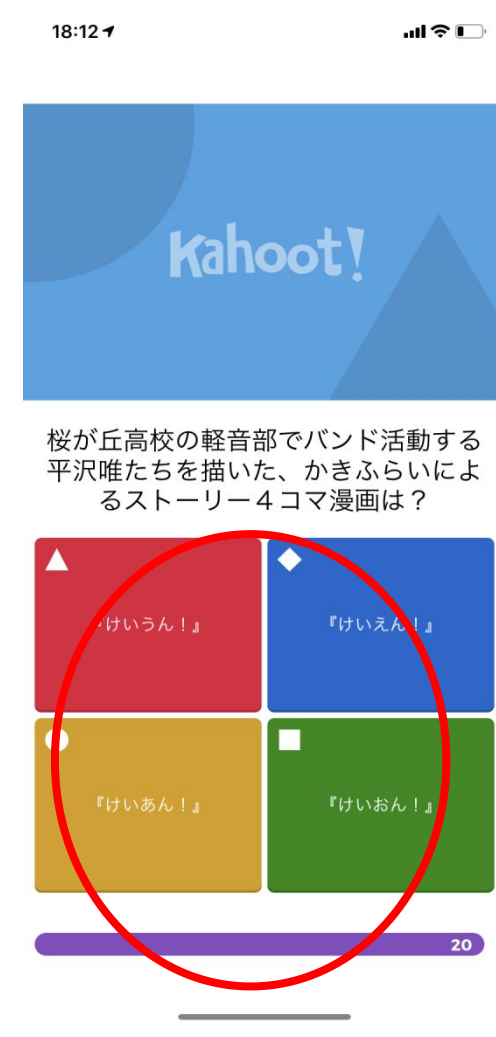 18:12
Kahoot!
桜が丘高校の軽音部でバンド活動する
平沢唯たちを描いた、かきふらいによ
るストーリー４コマ漫画は？
『けいうん！』
『けいえん！』
『けいあん！』
『けいおん！』
20